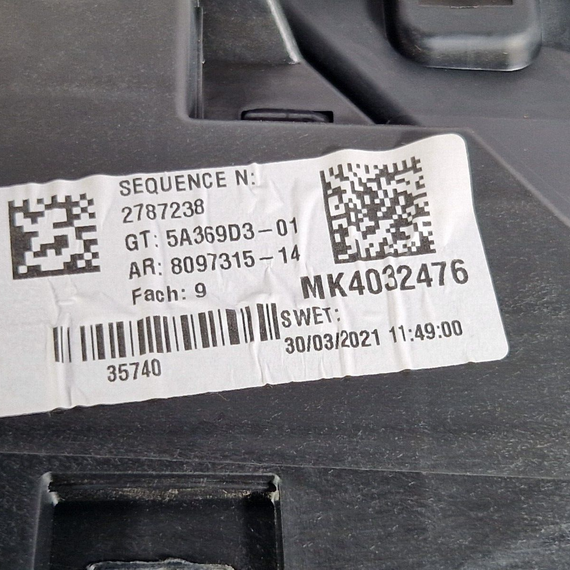 SEQUENCE N:
2787238
GT: 5A369D3-01
AR: 8097315-14
Fach: 9
MK4032476
SWET:
30/03/2021 11:49:00
35740